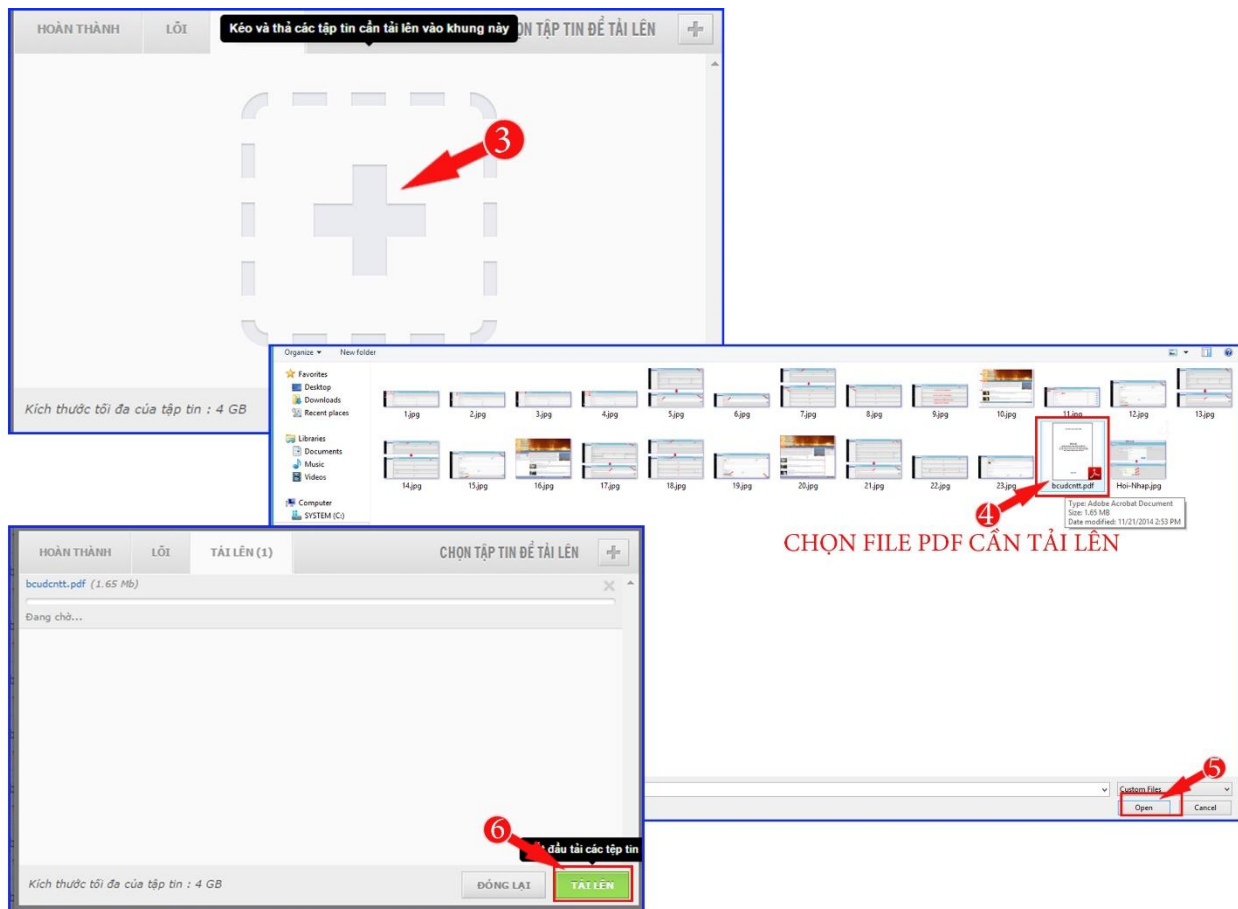 HOÀN THÀNH
LỖI
Kéo và thả các tập tin cần tải lên vào khung này
ỌN TẬP TIN ĐỂ TẢI LÊN
3
Kích thước tối đa của tập tin : 4 GB
Organize
New folder
Favorites
Desktop
Downloads
Recent places
Libraries
Documents
Music
Videos
Computer
SYSTEM (C:)
1.jpg 2.jpg 3.jpg 4.jpg 5.jpg 6.jpg 7.jpg 8.jpg 9.jpg 10.jpg 11.jpg 12.jpg 13.jpg
14.jpg 15.jpg 16.jpg 17.jpg 18.jpg 19.jpg 20.jpg 21.jpg 22.jpg 23.jpg bcudcntt.pdf Hoi-Nhap.jpg
Type: Adobe Acrobat Document
Size: 1.65 MB
Date modified: 11/21/2014 2:53 PM
4
CHỌN FILE PDF CẦN TẢI LÊN
5
Custom Files
Open
Cancel
HOÀN THÀNH
LỖI
TẢI LÊN (1)
CHỌN TẬP TIN ĐỂ TẢI LÊN
bcudcntt.pdf (1.65 Mb)
Đang chờ...
6
đầu tải các tệp tin
Kích thước tối đa của tập tin : 4 GB
ĐÓNG LẠI
TẢI LÊN